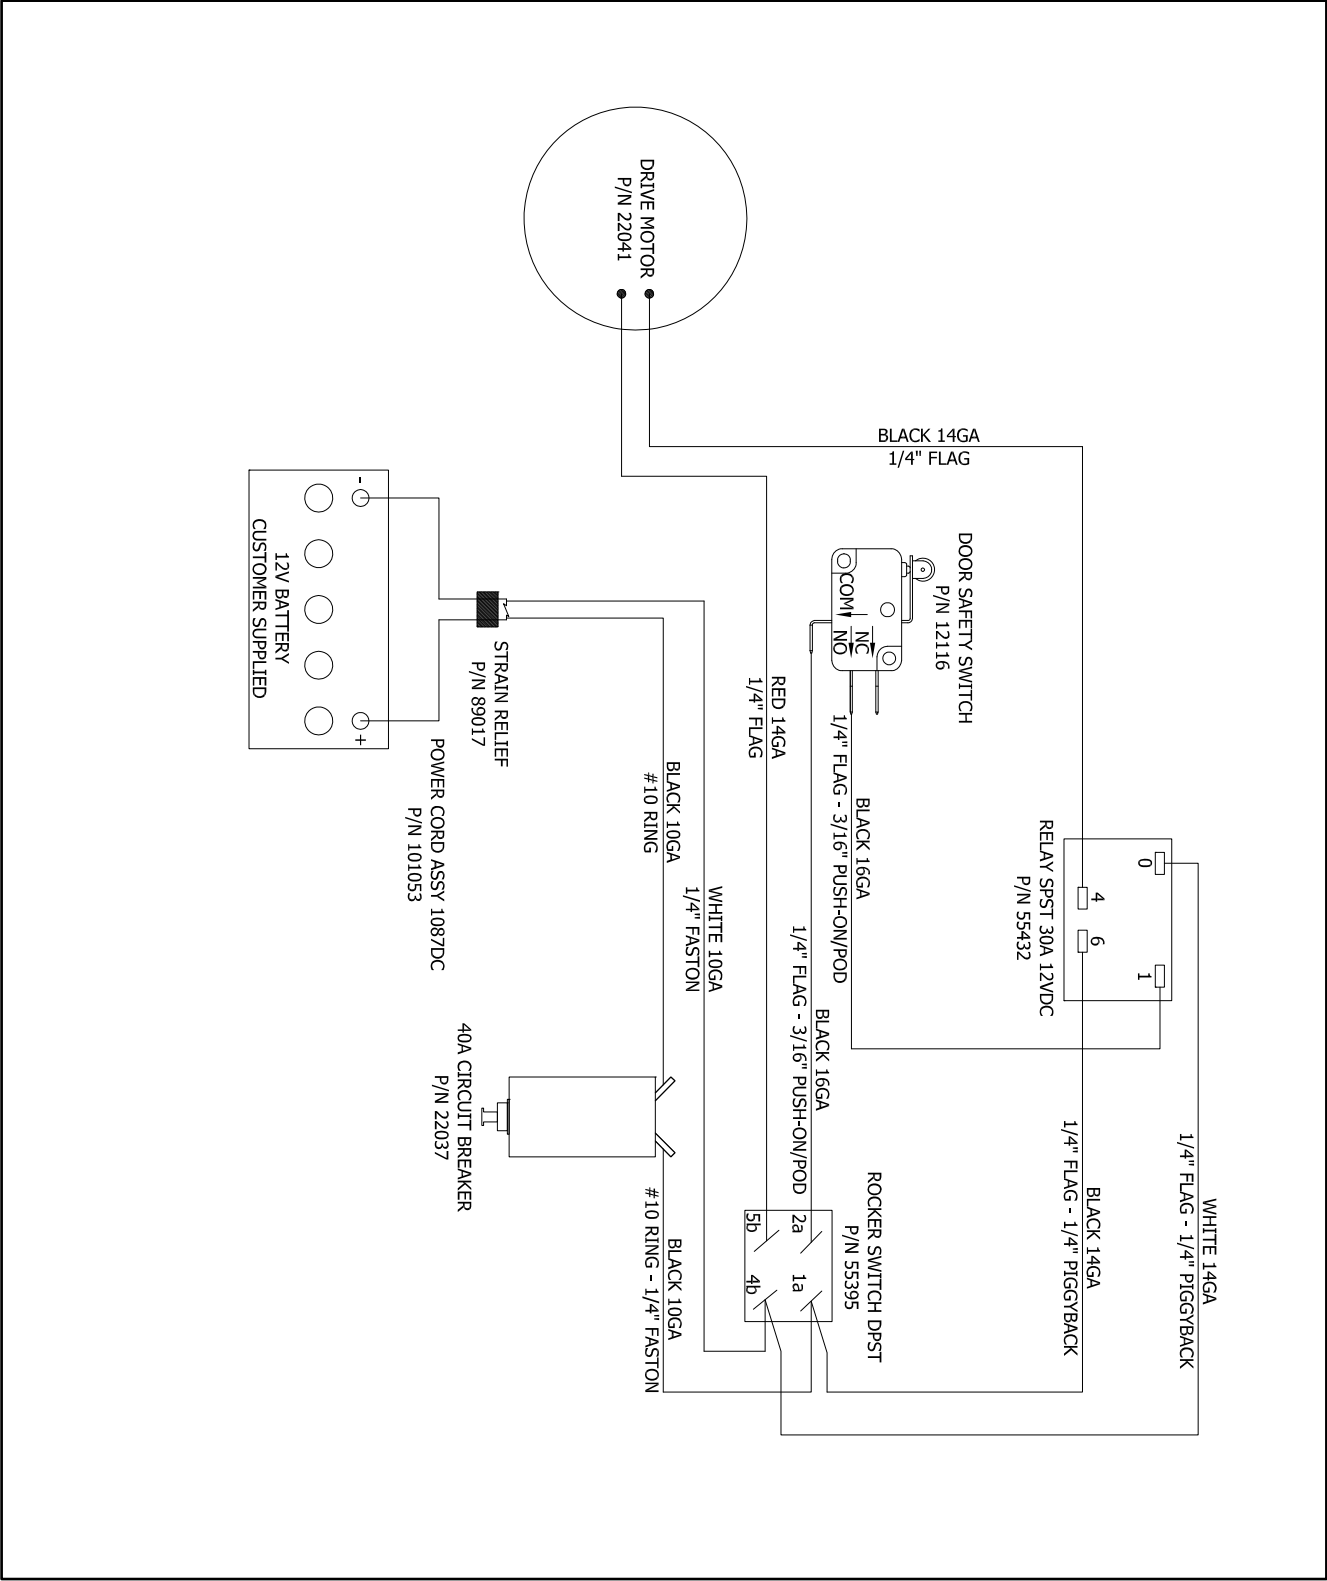 DRIVE MOTOR
P/N 22041
BLACK 14GA
1/4" FLAG
DOOR SAFETY SWITCH
P/N 12116
COM
NO
NC
-
+
12V BATTERY
CUSTOMER SUPPLIED
STRAIN RELIEF
P/N 89017
POWER CORD ASSY 1087DC
P/N 101053
RED 14GA
1/4" FLAG
BLACK 10GA
#10 RING
WHITE 10GA
1/4" FASTON
BLACK 16GA
1/4" FLAG - 3/16" PUSH-ON/POD
BLACK 16GA
1/4" FLAG - 3/16" PUSH-ON/POD
RELAY SPST 30A 12VDC
P/N 55432
0
4
6
1
40A CIRCUIT BREAKER
P/N 22037
BLACK 10GA
#10 RING - 1/4" FASTON
ROCKER SWITCH DPST
P/N 55395
2a
1a
5b
4b
BLACK 14GA
1/4" FLAG - 1/4" PIGGYBACK
WHITE 14GA
1/4" FLAG - 1/4" PIGGYBACK